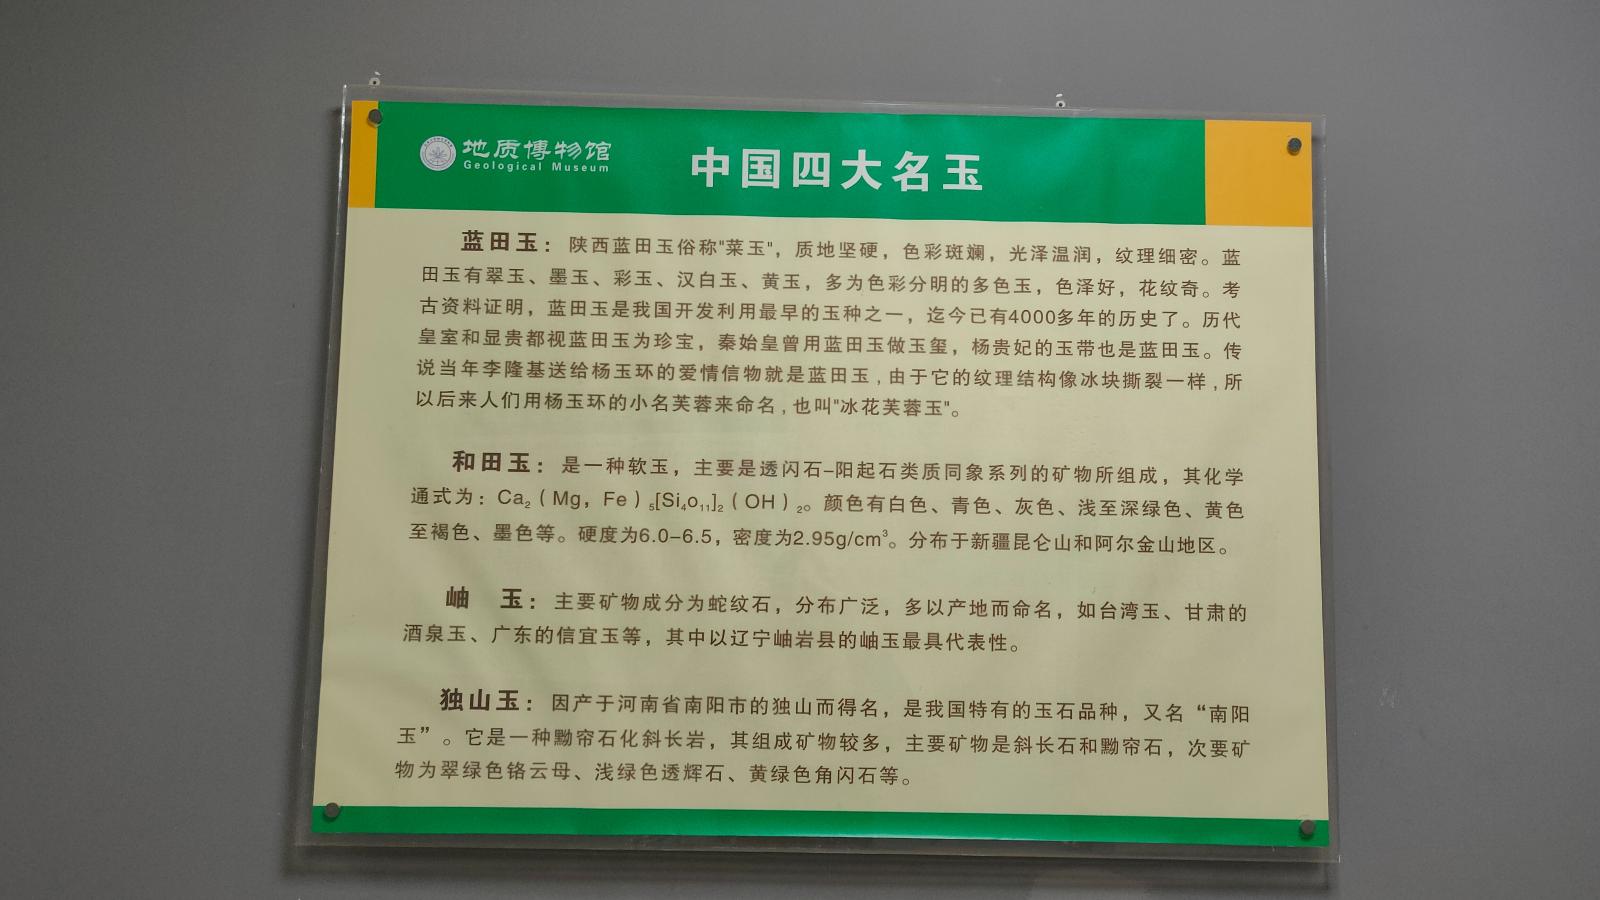 地质博物馆
Geological Museum
中国四大名玉
蓝田玉：陕西蓝田玉俗称"菜玉"，质地坚硬，色彩斑斓，光泽温润，纹理细密。蓝
田玉有翠玉、墨玉、彩玉、汉白玉、黄玉，多为色彩分明的多色玉，色泽好，花纹奇。考
古资料证明，蓝田玉是我国开发利用最早的玉种之一，迄今已有4000多年的历史了。历代
皇室和显贵都视蓝田玉为珍宝，秦始皇曾用蓝田玉做玉玺，杨贵妃的玉带也是蓝田玉。传
说当年李隆基送给杨玉环的爱情信物就是蓝田玉,由于它的纹理结构像冰块撕裂一样,所
以后来人们用杨玉环的小名芙蓉来命名,也叫"冰花芙蓉玉"。
和田玉：是一种软玉，主要是透闪石-阳起石类质同象系列的矿物所组成，其化学
通式为：Ca₂（Mg，Fe）₅[Si₄o₁₁]₂（OH）₂。颜色有白色、青色、灰色、浅至深绿色、黄色
至褐色、墨色等。硬度为6.0-6.5，密度为2.95g/cm³。分布于新疆昆仑山和阿尔金山地区。
岫 玉：主要矿物成分为蛇纹石，分布广泛，多以产地而命名，如台湾玉、甘肃的
酒泉玉、广东的信宜玉等，其中以辽宁岫岩县的岫玉最具代表性。
独山玉：因产于河南省南阳市的独山而得名，是我国特有的玉石品种，又名“南阳
玉”。它是一种黝帘石化斜长岩，其组成矿物较多，主要矿物是斜长石和黝帘石，次要矿
物为翠绿色铬云母、浅绿色透辉石、黄绿色角闪石等。